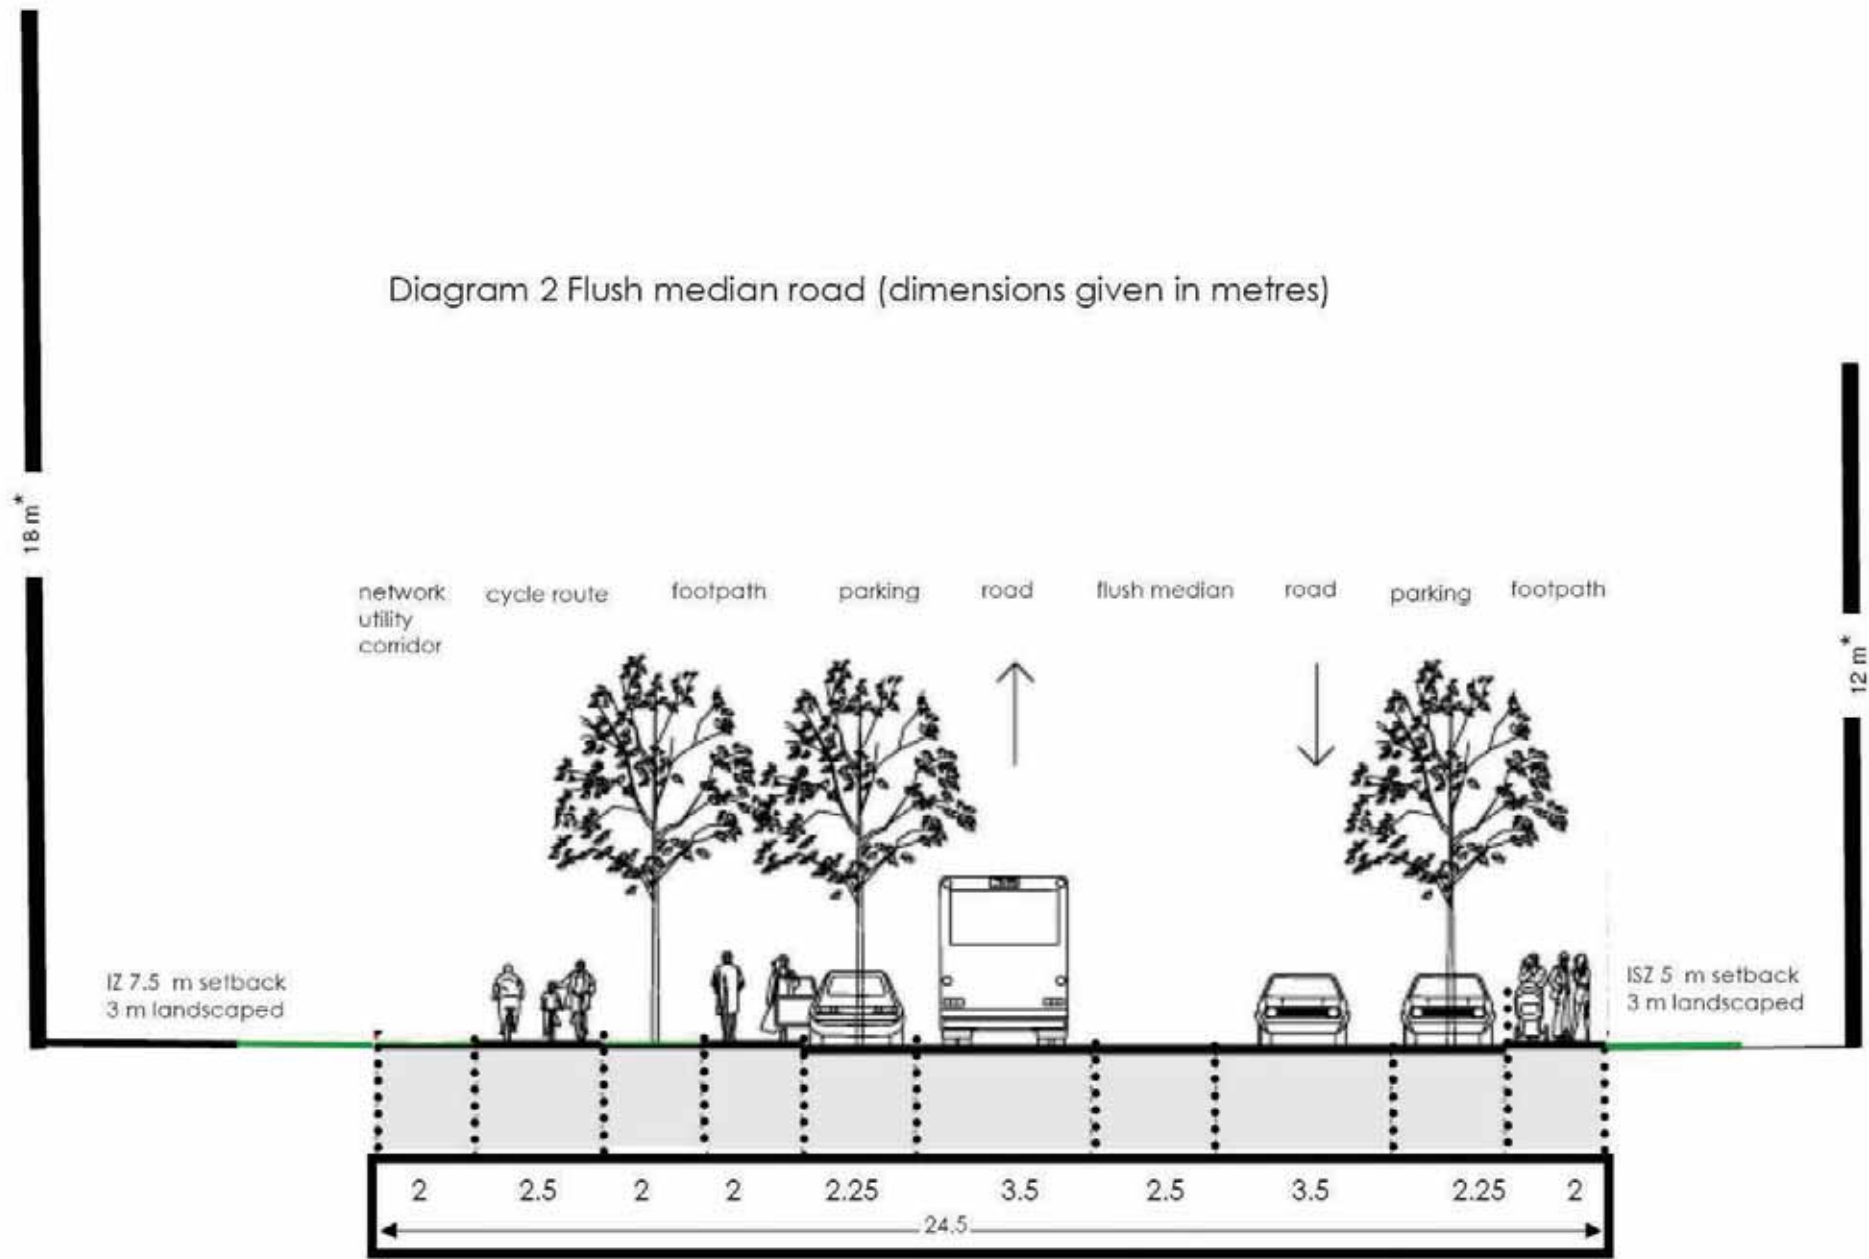 Diagram 2 Flush median road (dimensions given in metres)
18 m*
12 m*
network
utility
corridor
cycle route
footpath
parking
road
flush median
road
parking
footpath
IZ 7.5 m setback
3 m landscaped
ISZ 5 m setback
3 m landscaped
2 2.5 2 2 2.25 3.5 2.5 3.5 2.25 2
24.5